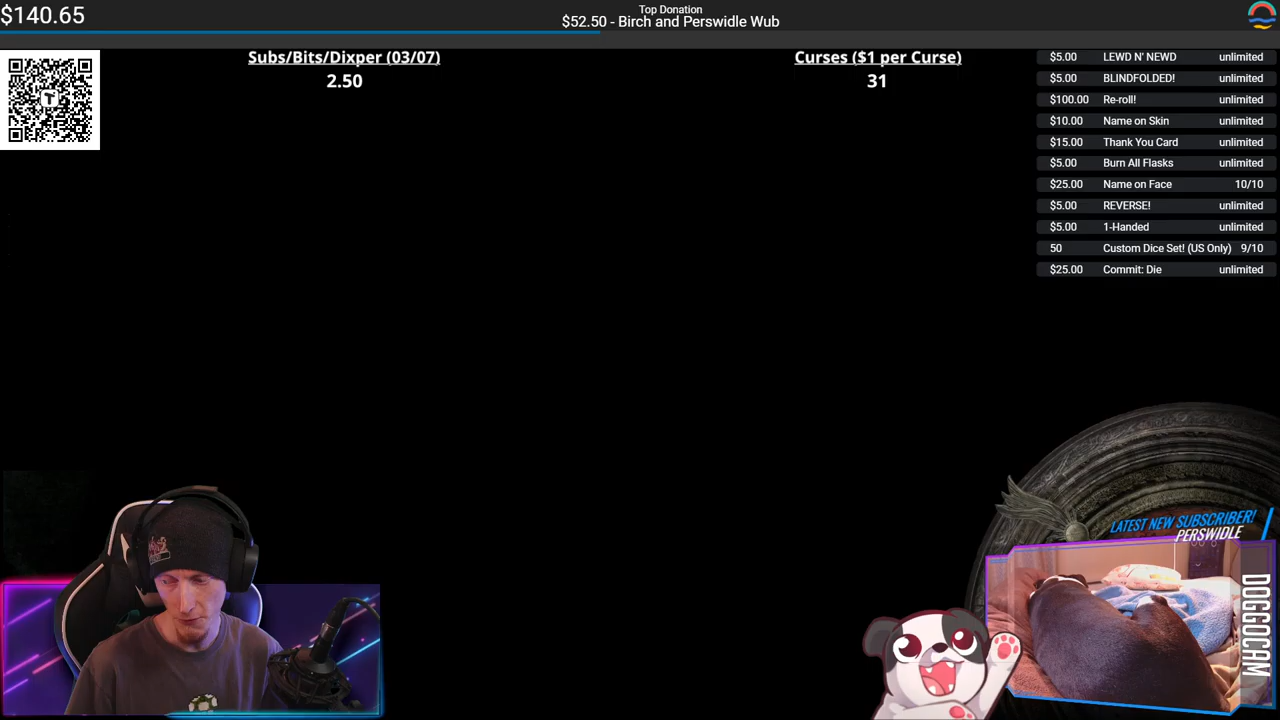 $140.65
Top Donation
$52.50 - Birch and Perswidle Wub
Subs/Bits/Dixper (03/07)
2.50
Curses ($1 per Curse)
31
$5.00 LEWD N' NEWD unlimited
$5.00 BLINDFOLDED! unlimited
$100.00 Re-roll! unlimited
$10.00 Name on Skin unlimited
$15.00 Thank You Card unlimited
$5.00 Burn All Flasks unlimited
$25.00 Name on Face 10/10
$5.00 REVERSE! unlimited
$5.00 1-Handed unlimited
50 Custom Dice Set! (US Only) 9/10
$25.00 Commit: Die unlimited
LATEST NEW SUBSCRIBER!
PERSWIDLE
DOGGOCAM